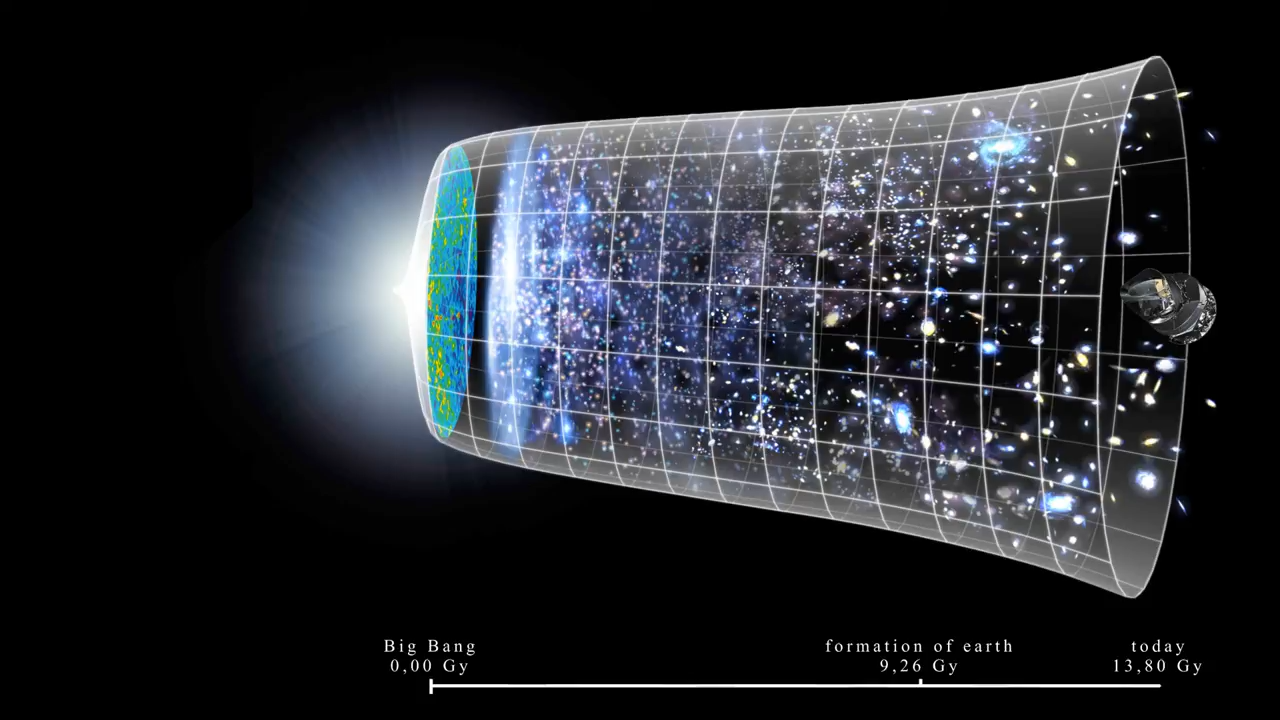 Big Bang
0,00 Gy
formation of earth
9,26 Gy
today
13,80 Gy